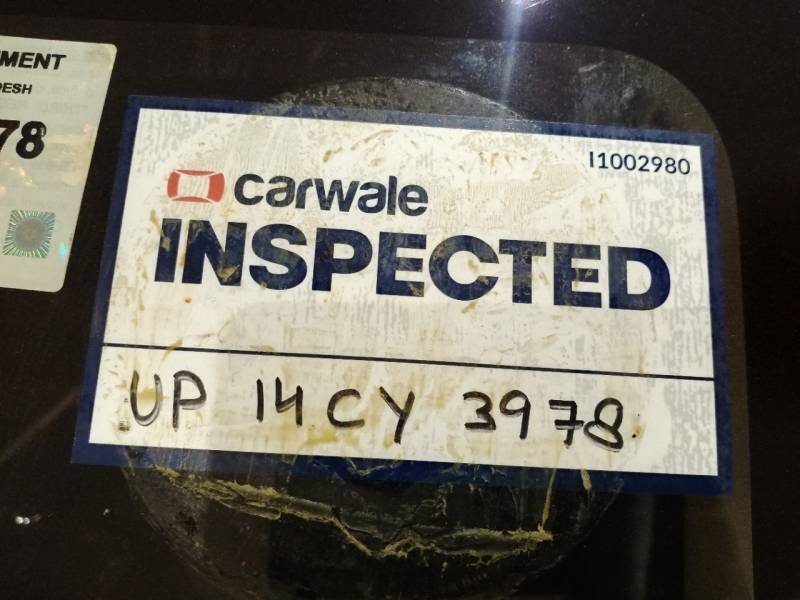 MENT
DESH
78
I1002980
carwale
INSPECTED
UP 14 CY 3978